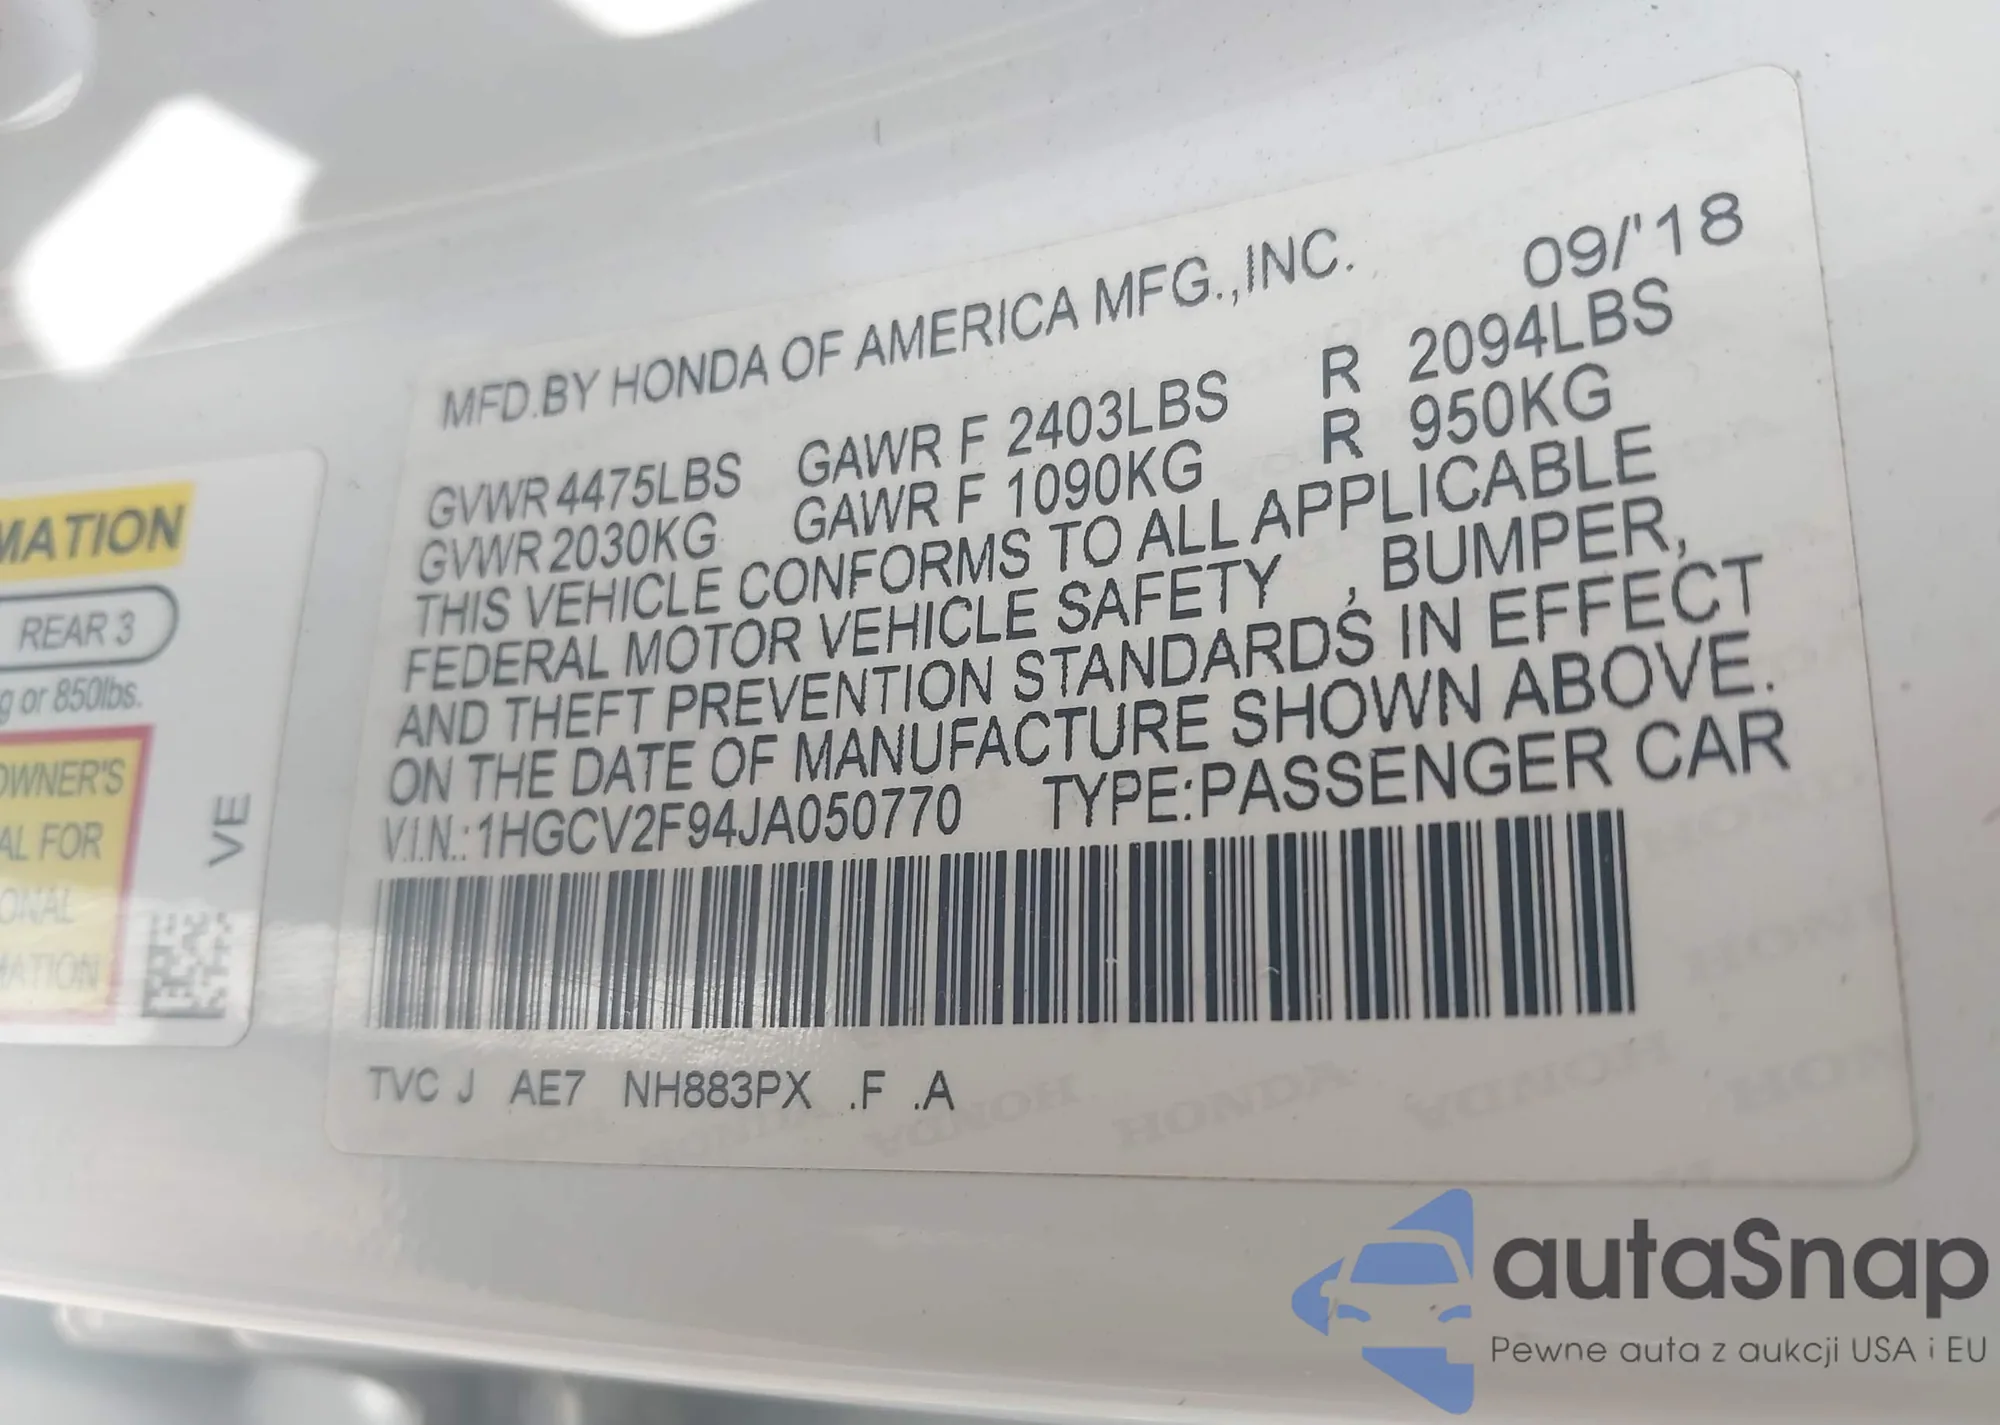 MFD.BY HONDA OF AMERICA MFG.,INC. 09/'18
GVWR 4475LBS GAWR F 2403LBS R 2094LBS
GVWR 2030KG GAWR F 1090KG R 950KG
THIS VEHICLE CONFORMS TO ALL APPLICABLE
FEDERAL MOTOR VEHICLE SAFETY , BUMPER,
AND THEFT PREVENTION STANDARDS IN EFFECT
ON THE DATE OF MANUFACTURE SHOWN ABOVE.
V.I.N.: 1HGCV2F94JA050770 TYPE:PASSENGER CAR
TVC J AE7 NH883PX .F .A
HONDA HONDA HONDA
MATION
REAR 3
g or 850lbs.
OWNER'S
AL FOR
ONAL
MATION
VE
autaSnap
Pewne auta z aukcji USA i EU